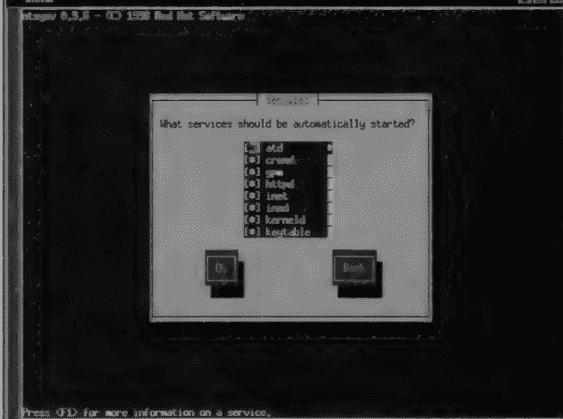 ntsysv 0.9.6 - (C) 1998 Red Hat Software
Services
What services should be automatically started?
[*] atd
[*] crond
[*] gpm
[*] httpd
[*] inet
[*] innd
[*] kerneld
[*] keytable
Ok Back
Press <F1> for more information on a service.